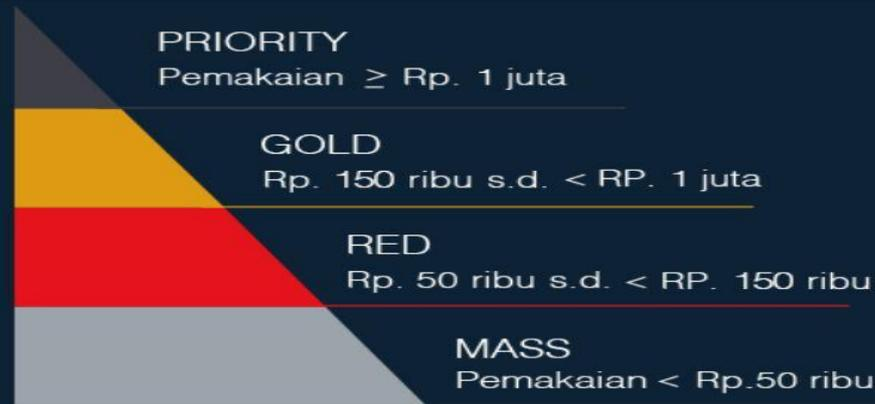 PRIORITY
Pemakaian ≥ Rp. 1 juta
GOLD
Rp. 150 ribu s.d. < RP. 1 juta
RED
Rp. 50 ribu s.d. < RP. 150 ribu
MASS
Pemakaian < Rp.50 ribu